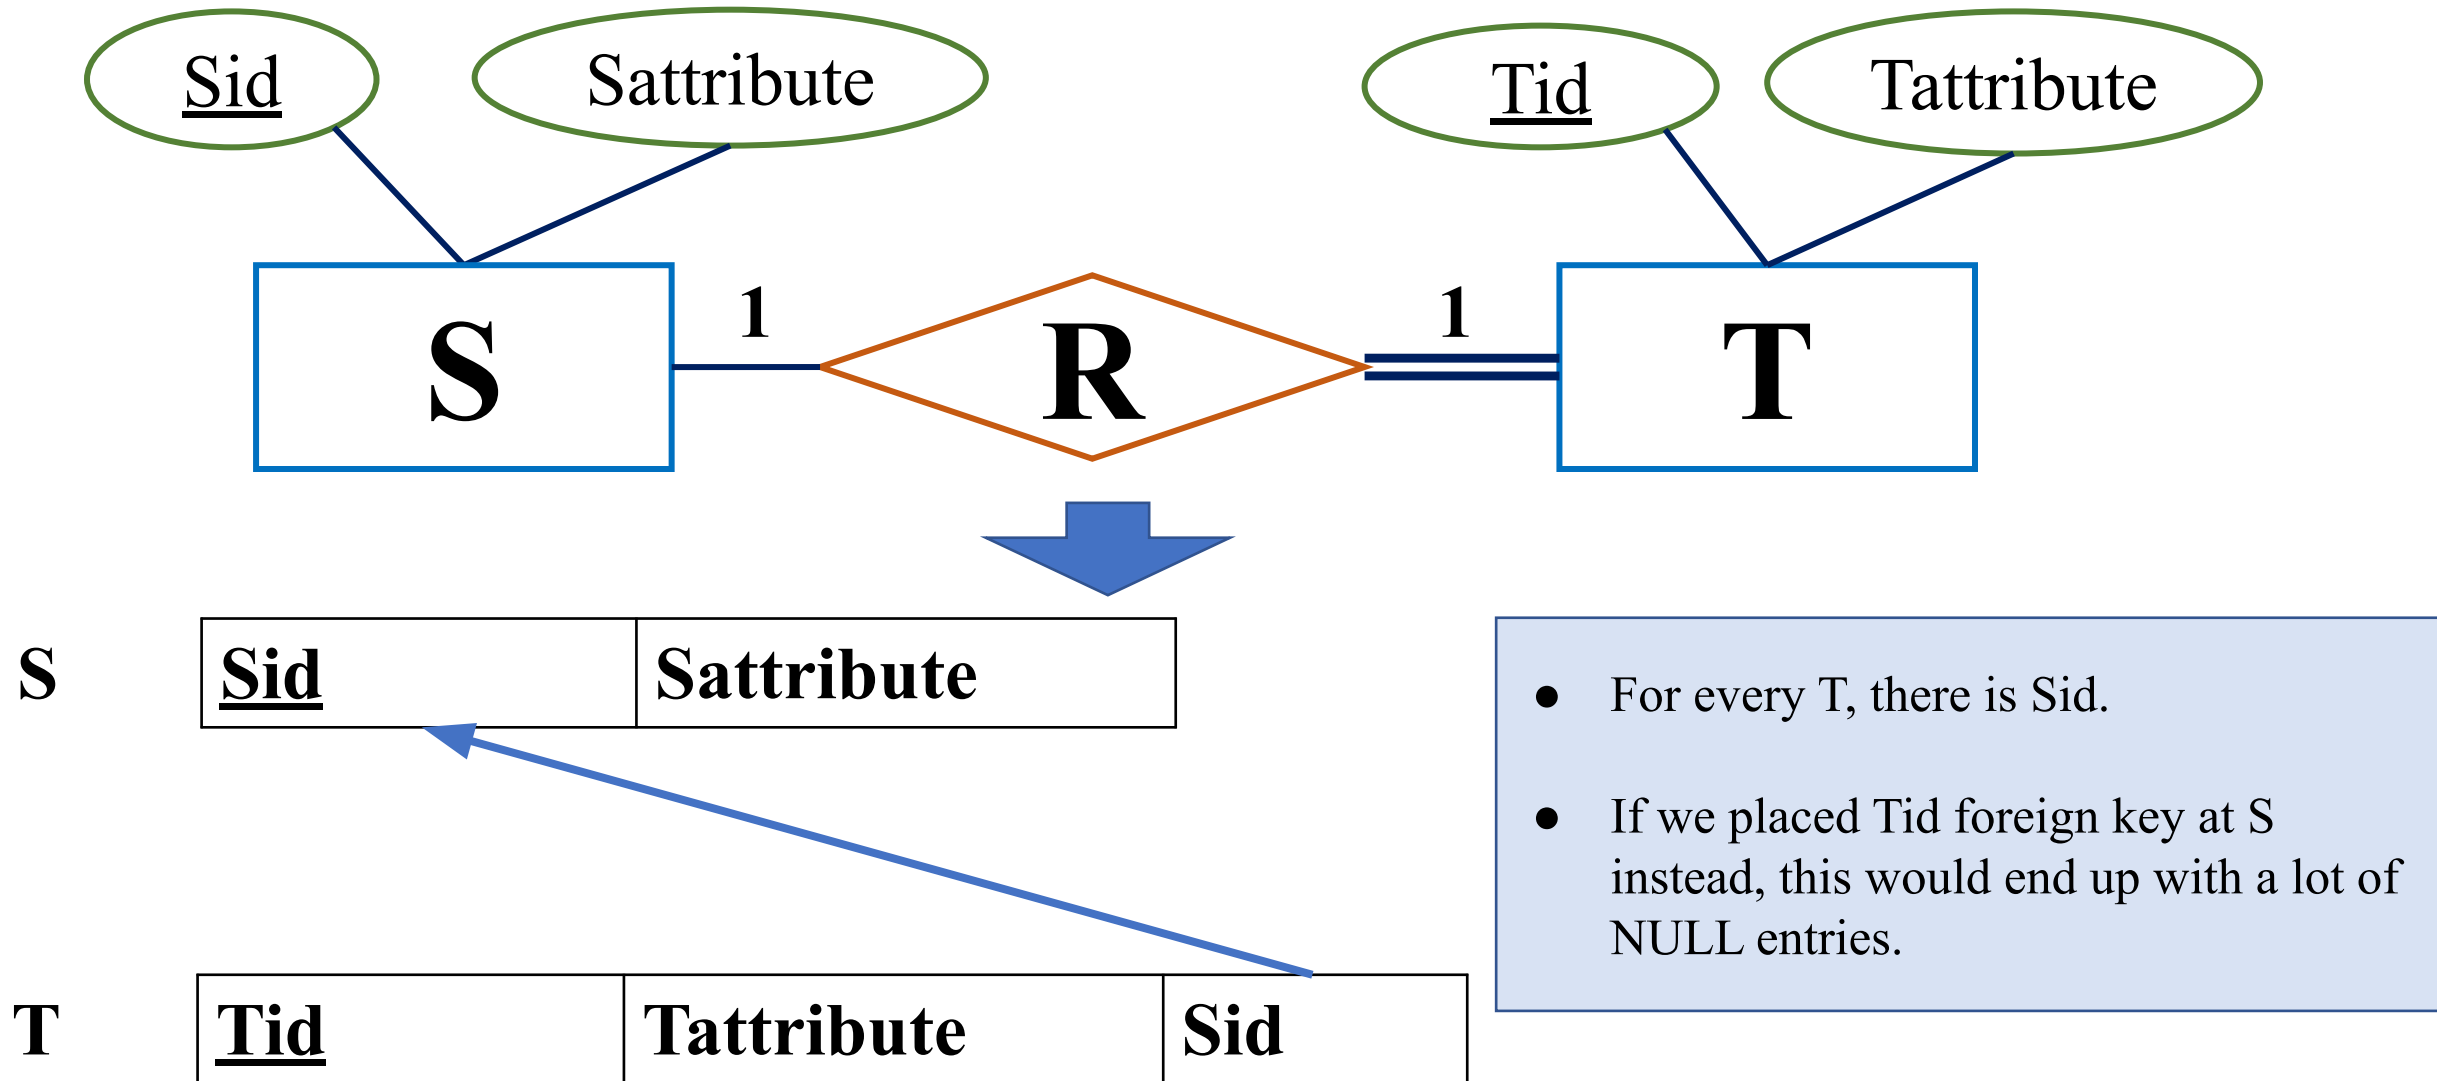 Sid
Sattribute
Tid
Tattribute
S
1
R
1
T
S
Sid
Sattribute
● For every T, there is Sid.
● If we placed Tid foreign key at S
instead, this would end up with a lot of
NULL entries.
T
Tid
Tattribute
Sid